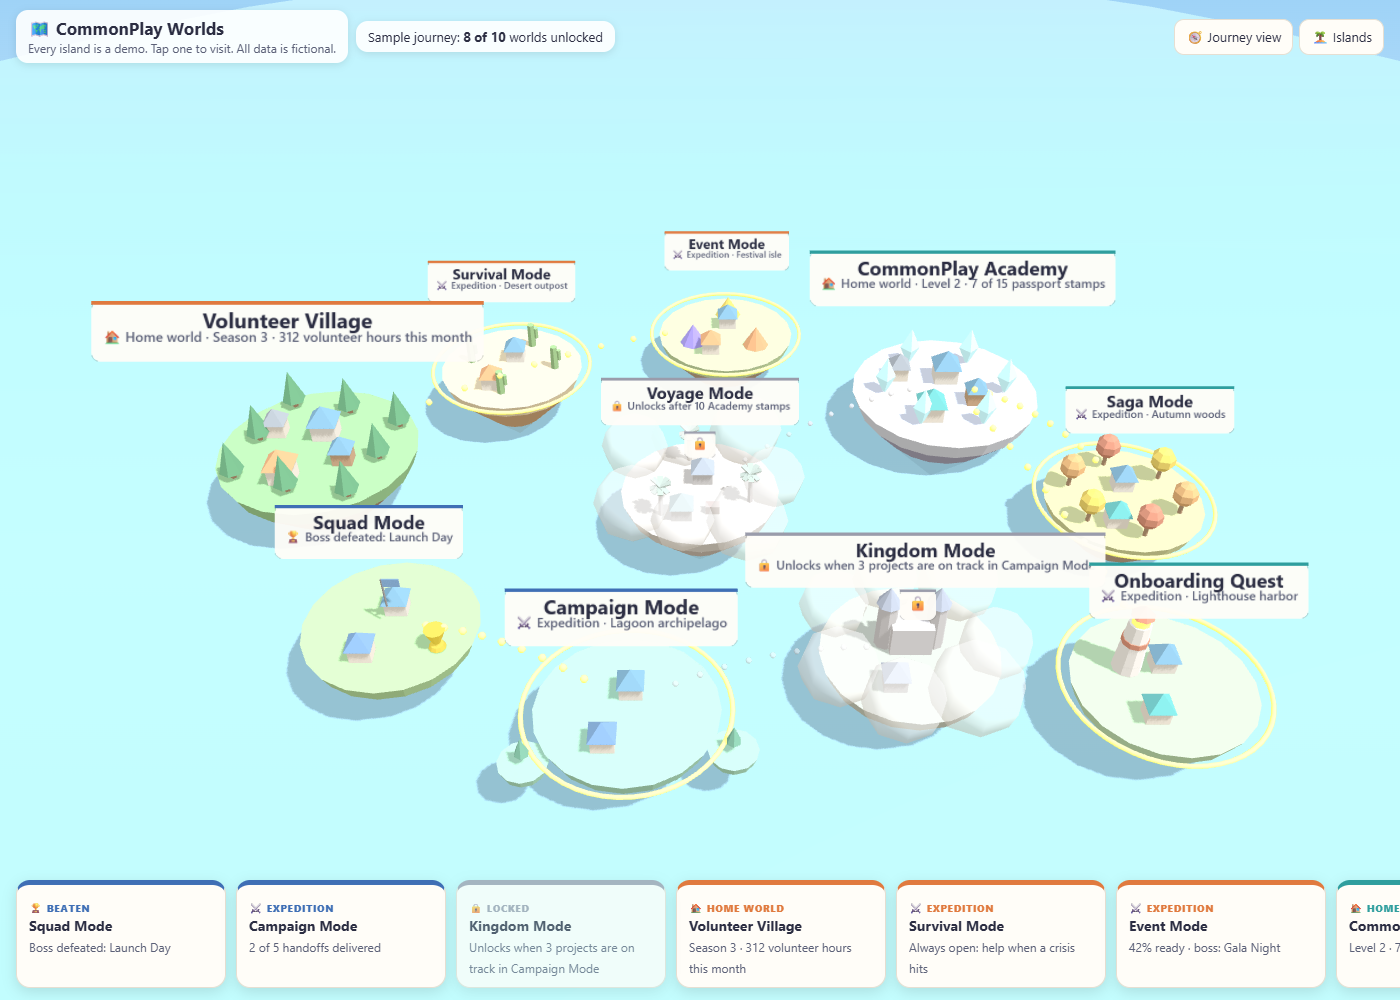 CommonPlay Worlds
Every island is a demo. Tap one to visit. All data is fictional.
Sample journey: 8 of 10 worlds unlocked
Journey view
Islands
Event Mode
Expedition · Festival isle
Survival Mode
Expedition · Desert outpost
CommonPlay Academy
Home world · Level 2 · 7 of 15 passport stamps
Volunteer Village
Home world · Season 3 · 312 volunteer hours this month
Voyage Mode
Unlocks after 10 Academy stamps
Saga Mode
Expedition · Autumn woods
Squad Mode
Boss defeated: Launch Day
Kingdom Mode
Unlocks when 3 projects are on track in Campaign Mod
Onboarding Quest
Expedition · Lighthouse harbor
Campaign Mode
Expedition · Lagoon archipelago
BEATEN
Squad Mode
Boss defeated: Launch Day
EXPEDITION
Campaign Mode
2 of 5 handoffs delivered
LOCKED
Kingdom Mode
Unlocks when 3 projects are on
track in Campaign Mode
HOME WORLD
Volunteer Village
Season 3 · 312 volunteer hours
this month
EXPEDITION
Survival Mode
Always open: help when a crisis
hits
EXPEDITION
Event Mode
42% ready · boss: Gala Night
HOME
Commo
Level 2 · 7